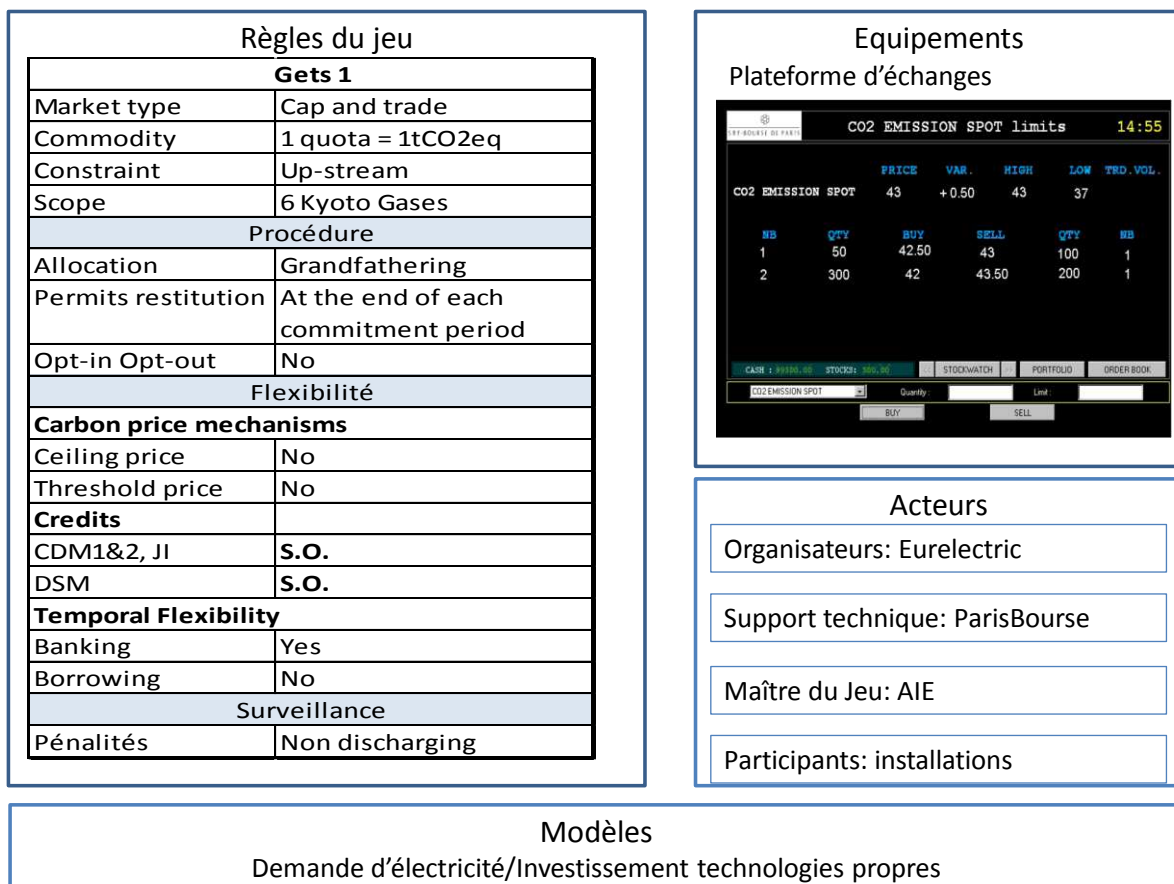 Règles du jeu
Gets 1
Market type Cap and trade
Commodity 1 quota = 1tCO2eq
Constraint Up-stream
Scope 6 Kyoto Gases
Procédure
Allocation Grandfathering
Permits restitution At the end of each
commitment period
Opt-in Opt-out No
Flexibilité
Carbon price mechanisms
Ceiling price No
Threshold price No
Credits
CDM1&2, JI S.O.
DSM S.O.
Temporal Flexibility
Banking Yes
Borrowing No
Surveillance
Pénalités Non discharging
Equipements
Plateforme d'échanges
SBF-BOURSE DE PARIS CO2 EMISSION SPOT limits 14:55
PRICE VAR. HIGH LOW TRD.VOL.
CO2 EMISSION SPOT 43 +0.50 43 37
NB QTY BUY SELL QTY NB
1 50 42.50 43 100 1
2 300 42 43.50 200 1
CASH : STOCKS: STOCKWATCH PORTFOLIO ORDER BOOK
CO2 EMISSION SPOT Quantity : Limit :
BUY SELL
Acteurs
Organisateurs: Eurelectric
Support technique: ParisBourse
Maître du Jeu: AIE
Participants: installations
Modèles
Demande d'électricité/Investissement technologies propres